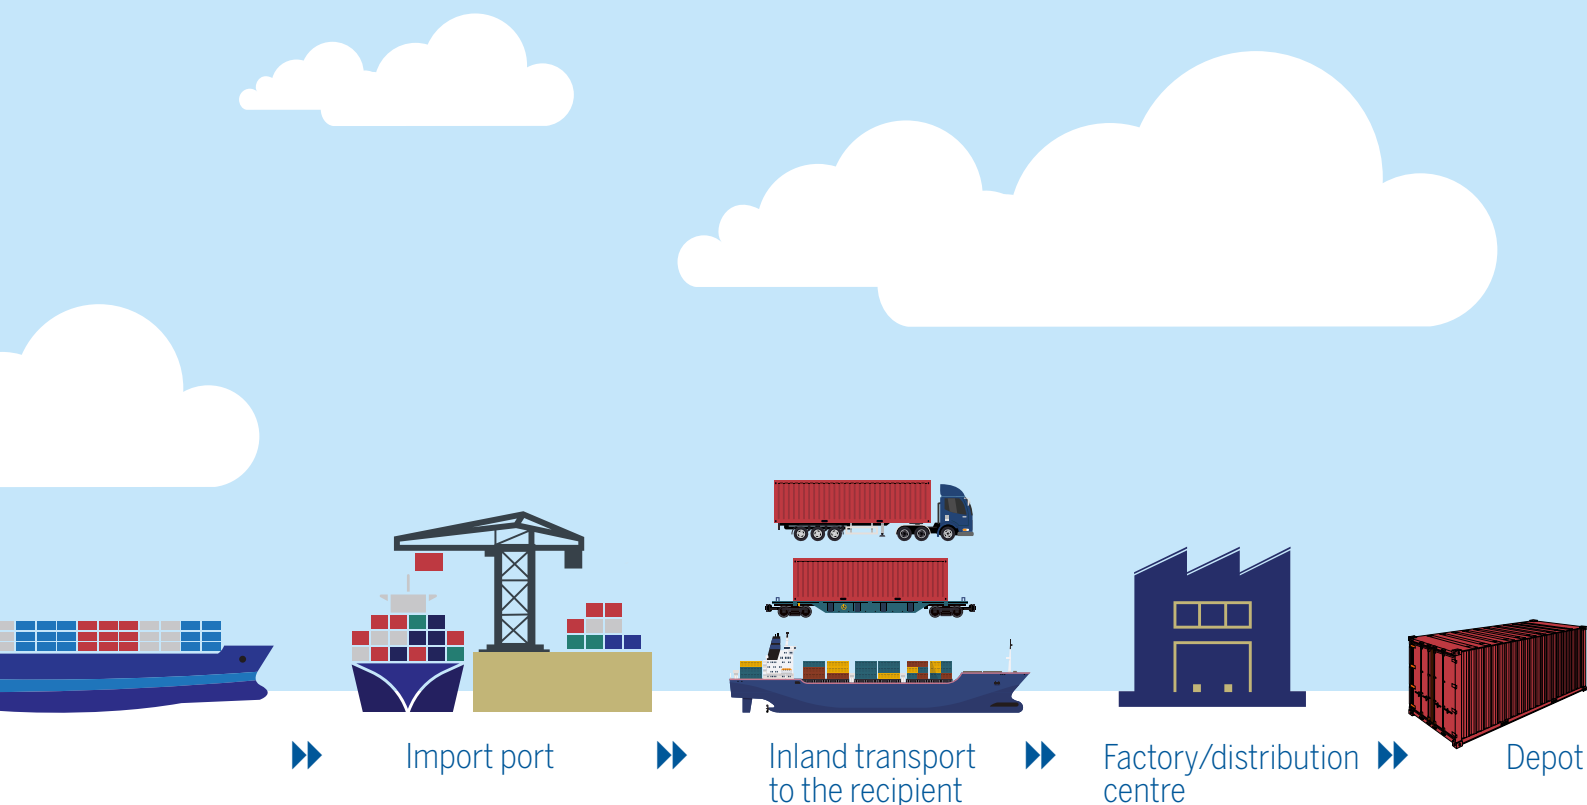 Import port
Inland transport
to the recipient
Factory/distribution
centre
Depot